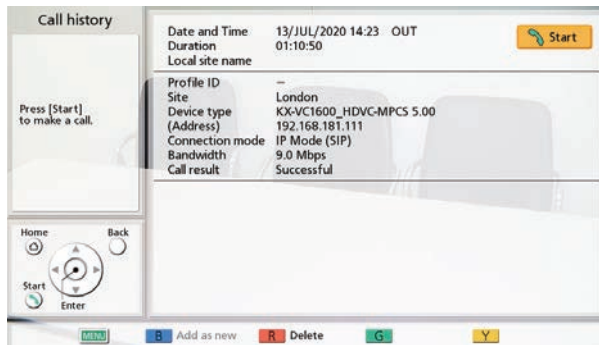 Call history
Press [Start]
to make a call.
Date and Time 13/JUL/2020 14:23 OUT
Duration 01:10:50
Local site name
Start
Profile ID –
Site London
Device type KX-VC1600_HDVC-MPCS 5.00
(Address) 192.168.181.111
Connection mode IP Mode (SIP)
Bandwidth 9.0 Mbps
Call result Successful
Home Back
Start
Enter
MENU B Add as new R Delete G Y